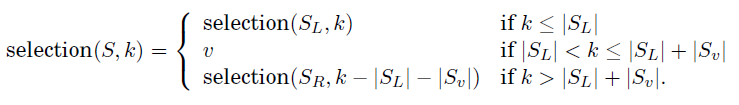 selection(S_L, k) if k ≤ |S_L|
selection(S, k) = { v if |S_L| < k ≤ |S_L| + |S_v|
selection(S_R, k − |S_L| − |S_v|) if k > |S_L| + |S_v|.